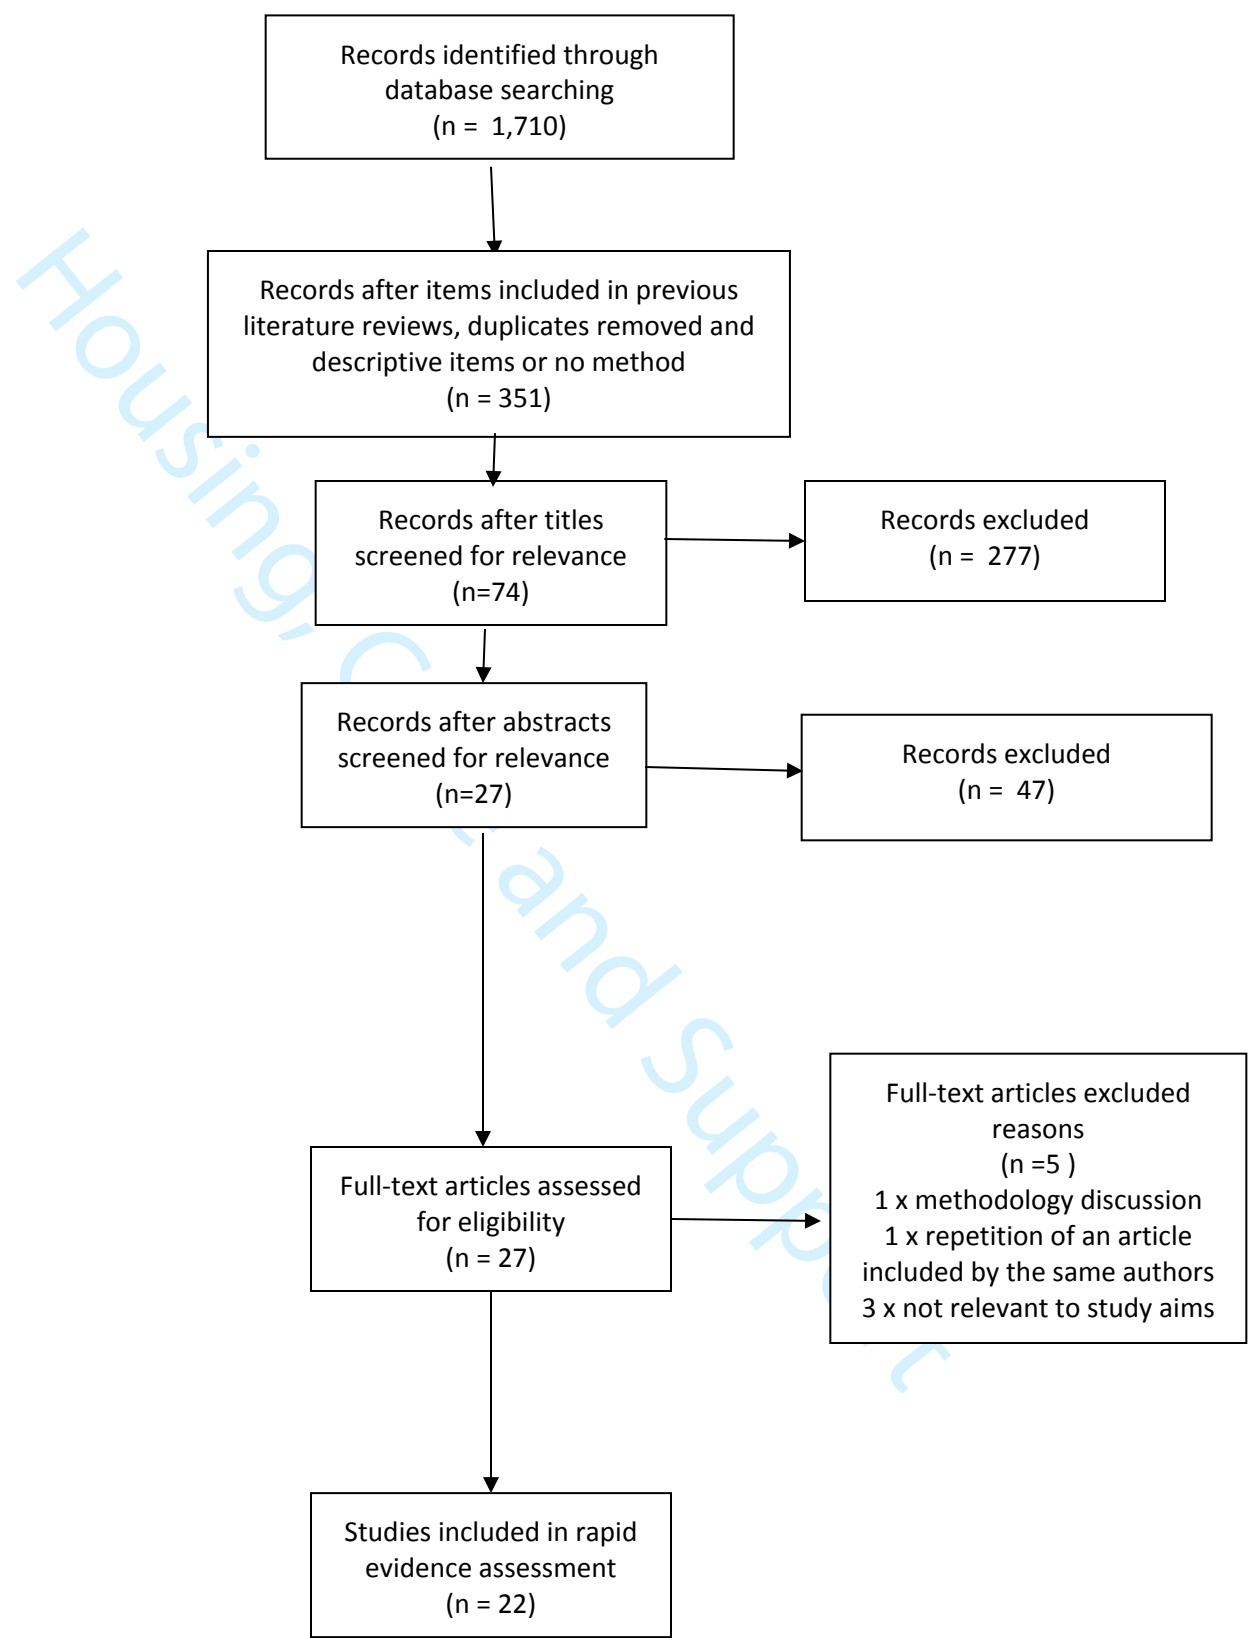 Records identified through
database searching
(n = 1,710)
Records after items included in previous
literature reviews, duplicates removed and
descriptive items or no method
(n = 351)
Records after titles
screened for relevance
(n=74)
Records excluded
(n = 277)
Records after abstracts
screened for relevance
(n=27)
Records excluded
(n = 47)
Full-text articles assessed
for eligibility
(n = 27)
Full-text articles excluded
reasons
(n =5 )
1 x methodology discussion
1 x repetition of an article
included by the same authors
3 x not relevant to study aims
Studies included in rapid
evidence assessment
(n = 22)
Housing, Care and Support